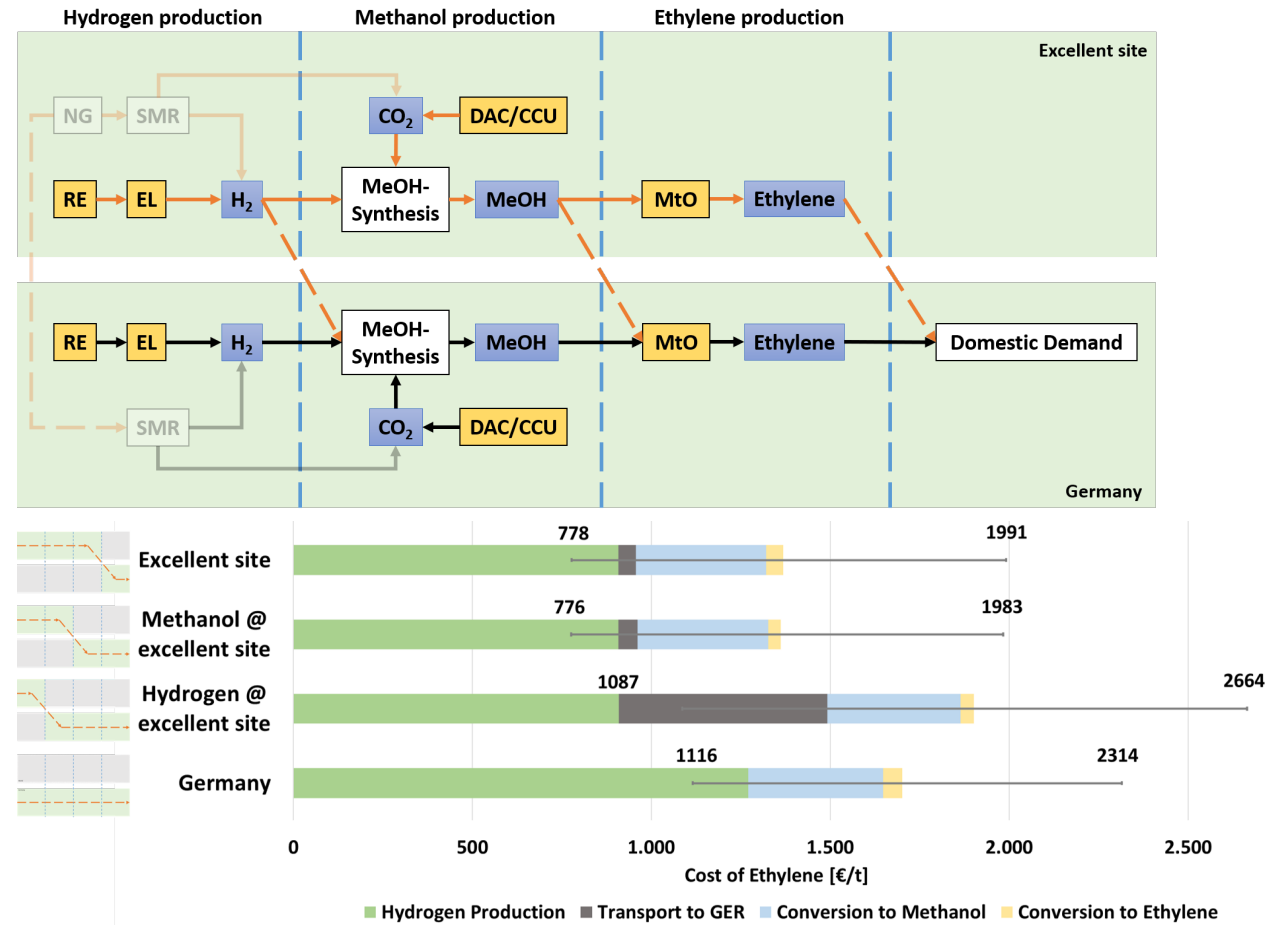 Hydrogen production Methanol production Ethylene production
Excellent site
NG SMR CO2 DAC/CCU
RE EL H2 MeOH-
Synthesis MeOH MtO Ethylene
RE EL H2 MeOH-
Synthesis MeOH MtO Ethylene Domestic Demand
SMR CO2 DAC/CCU
Germany
778 1991
Excellent site
776 1983
Methanol @
excellent site
1087 2664
Hydrogen @
excellent site
1116 2314
Germany
0 500 1.000 1.500 2.000 2.500
Cost of Ethylene [€/t]
Hydrogen Production Transport to GER Conversion to Methanol Conversion to Ethylene